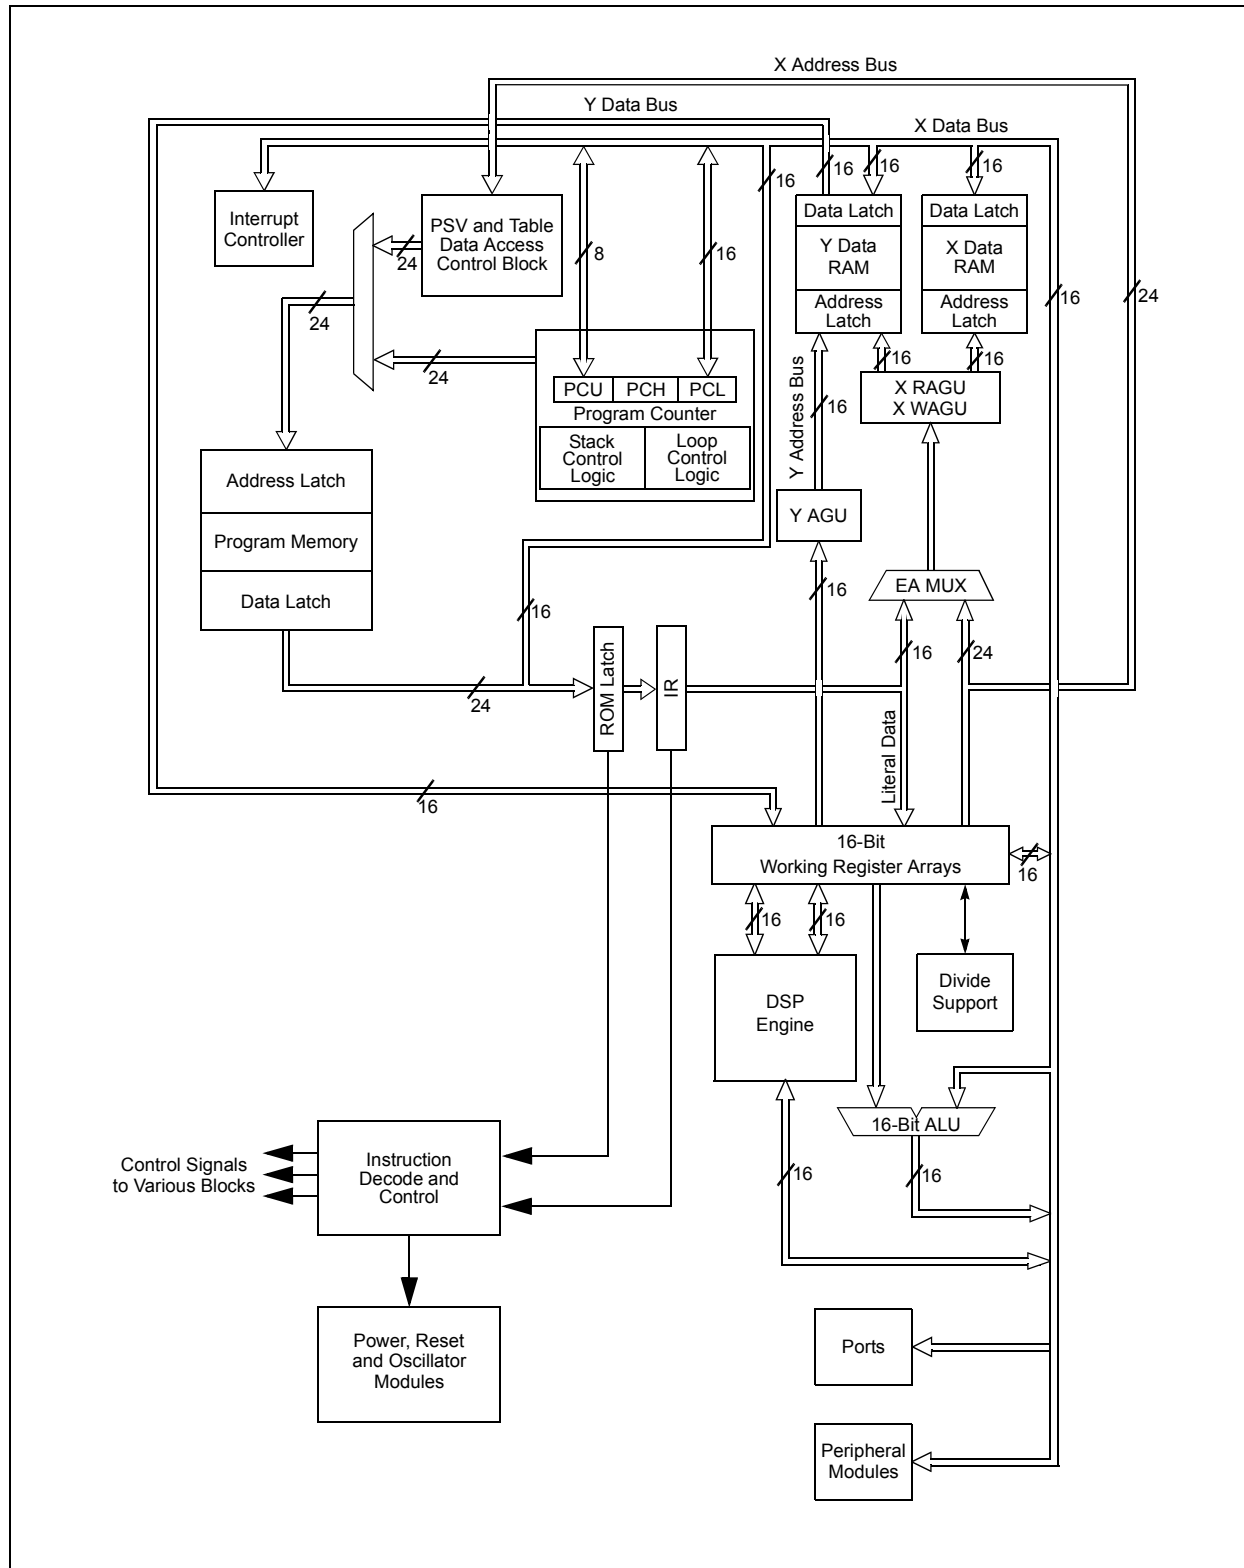 X Address Bus
Y Data Bus
X Data Bus
16
16
16
16
Interrupt
Controller
PSV and Table
Data Access
Control Block
24
8
16
Data Latch
Y Data
RAM
Address
Latch
Data Latch
X Data
RAM
Address
Latch
16
24
24
24
16
16
X RAGU
X WAGU
PCU
PCH
PCL
Program Counter
Stack
Control
Logic
Loop
Control
Logic
Y Address Bus
16
Address Latch
Program Memory
Data Latch
Y AGU
EA MUX
16
16
16
24
24
ROM Latch
IR
Literal Data
16
16-Bit
Working Register Arrays
16
16
16
DSP
Engine
Divide
Support
16-Bit ALU
16
16
Control Signals
to Various Blocks
Instruction
Decode and
Control
Power, Reset
and Oscillator
Modules
Ports
Peripheral
Modules